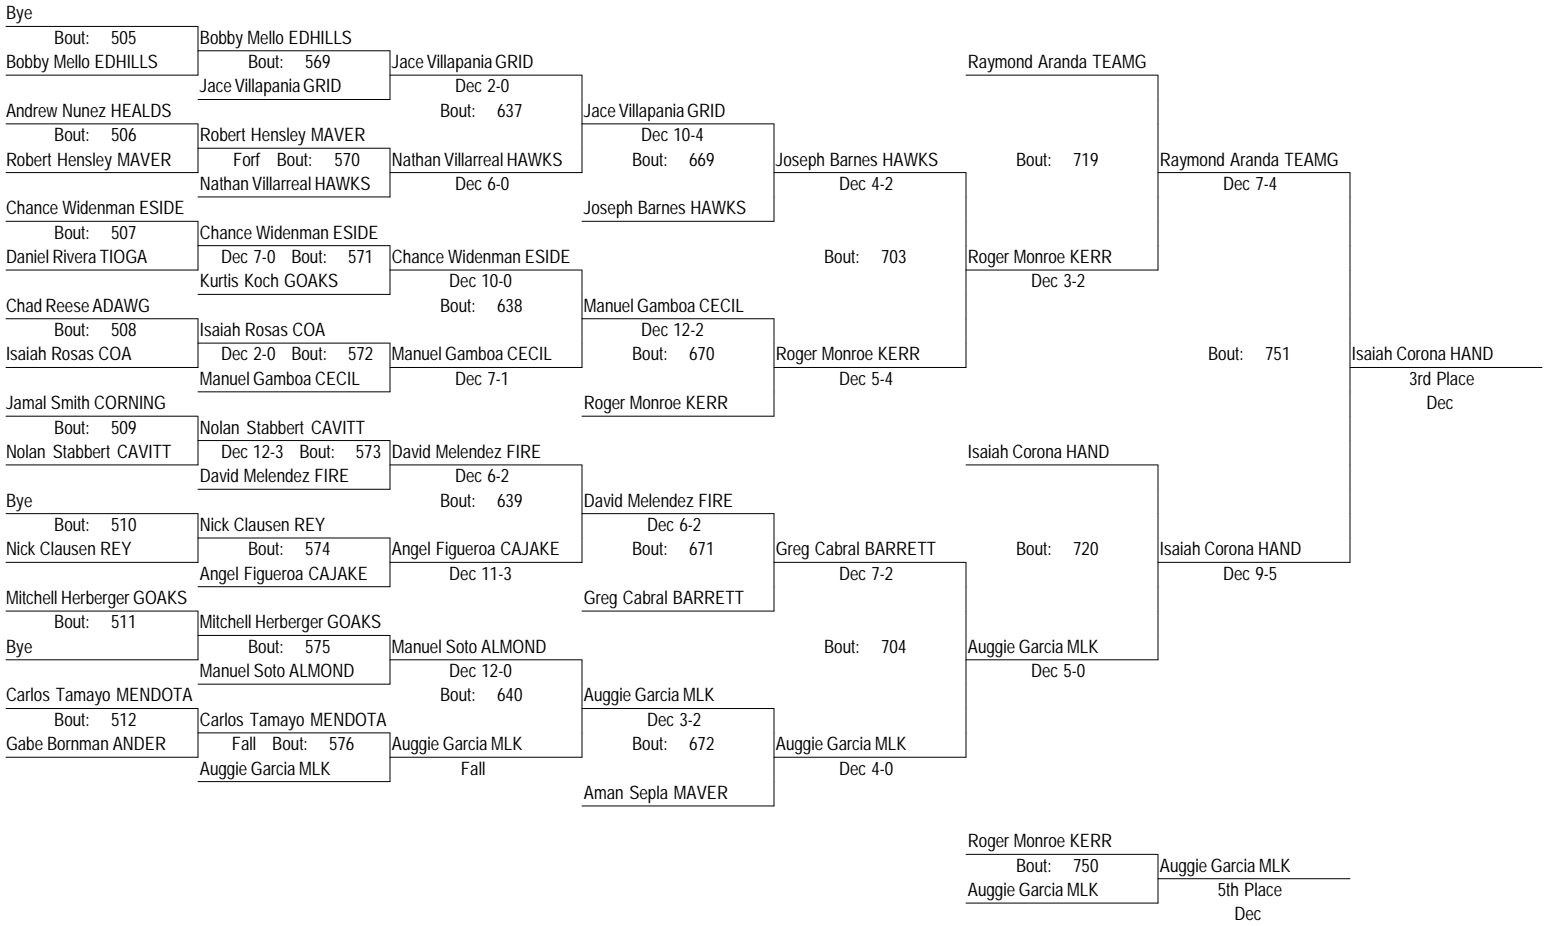 Bye
Bout: 505 Bobby Mello EDHILLS
Bobby Mello EDHILLS Bout: 569 Jace Villapania GRID Raymond Aranda TEAMG
Jace Villapania GRID Dec 2-0
Andrew Nunez HEALDS Bout: 637 Jace Villapania GRID
Bout: 506 Robert Hensley MAVER Dec 10-4
Robert Hensley MAVER Forf Bout: 570 Nathan Villarreal HAWKS Bout: 669 Joseph Barnes HAWKS Bout: 719 Raymond Aranda TEAMG
Nathan Villarreal HAWKS Dec 6-0 Dec 4-2 Dec 7-4
Chance Widenman ESIDE Joseph Barnes HAWKS
Bout: 507 Chance Widenman ESIDE
Daniel Rivera TIOGA Dec 7-0 Bout: 571 Chance Widenman ESIDE Bout: 703 Roger Monroe KERR
Kurtis Koch GOAKS Dec 10-0 Dec 3-2
Chad Reese ADAWG Bout: 638 Manuel Gamboa CECIL
Bout: 508 Isaiah Rosas COA Dec 12-2
Isaiah Rosas COA Dec 2-0 Bout: 572 Manuel Gamboa CECIL Bout: 670 Roger Monroe KERR Bout: 751 Isaiah Corona HAND
Manuel Gamboa CECIL Dec 7-1 Dec 5-4 3rd Place
Jamal Smith CORNING Roger Monroe KERR Dec
Bout: 509 Nolan Stabbert CAVITT
Nolan Stabbert CAVITT Dec 12-3 Bout: 573 David Melendez FIRE Isaiah Corona HAND
David Melendez FIRE Dec 6-2
Bye Bout: 639 David Melendez FIRE
Bout: 510 Nick Clausen REY Dec 6-2
Nick Clausen REY Bout: 574 Angel Figueroa CAJAKE Bout: 671 Greg Cabral BARRETT Bout: 720 Isaiah Corona HAND
Angel Figueroa CAJAKE Dec 11-3 Dec 7-2 Dec 9-5
Mitchell Herberger GOAKS Greg Cabral BARRETT
Bout: 511 Mitchell Herberger GOAKS
Bye Bout: 575 Manuel Soto ALMOND Bout: 704 Auggie Garcia MLK
Manuel Soto ALMOND Dec 12-0 Dec 5-0
Carlos Tamayo MENDOTA Bout: 640 Auggie Garcia MLK
Bout: 512 Carlos Tamayo MENDOTA Dec 3-2
Gabe Bornman ANDER Fall Bout: 576 Auggie Garcia MLK Bout: 672 Auggie Garcia MLK
Auggie Garcia MLK Fall Dec 4-0
Aman Sepla MAVER
Roger Monroe KERR
Bout: 750 Auggie Garcia MLK
Auggie Garcia MLK 5th Place
Dec